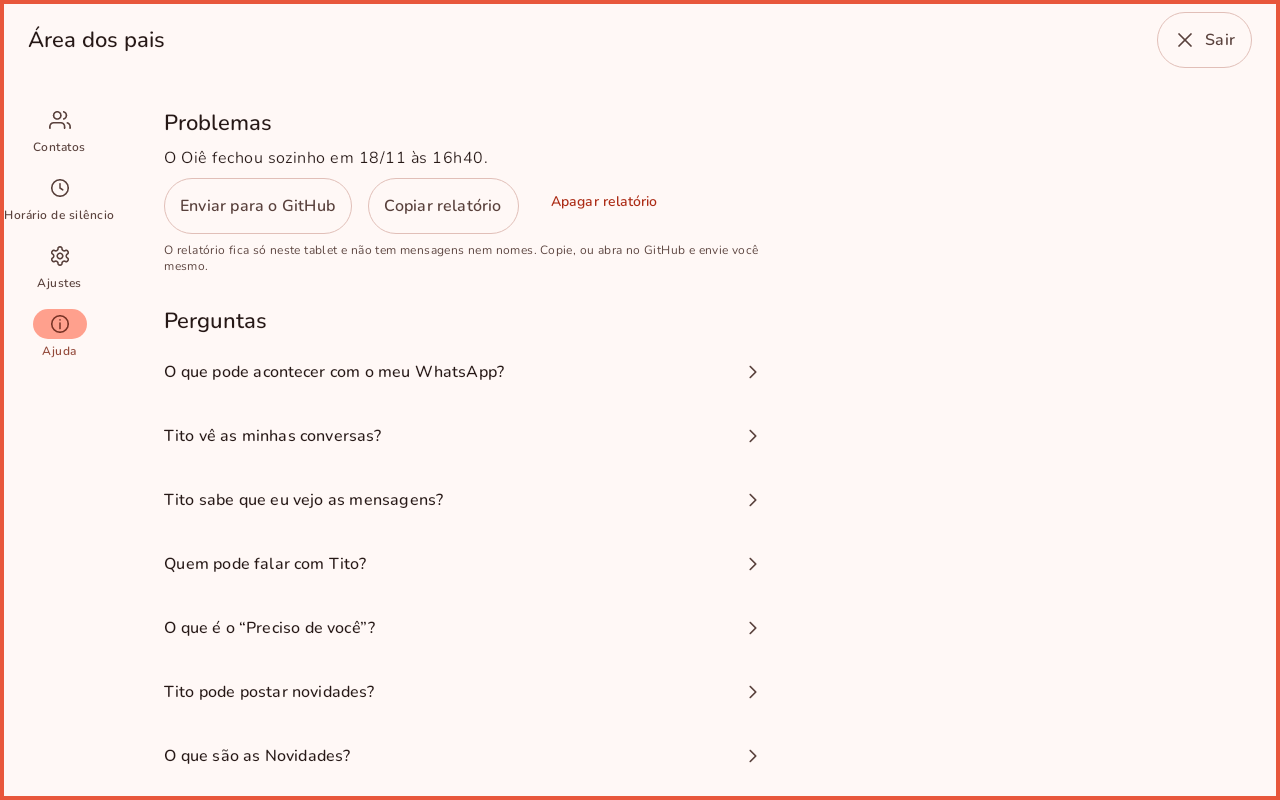 Área dos pais
Sair
Contatos
Horário de silêncio
Ajustes
Ajuda
Problemas
O Oiê fechou sozinho em 18/11 às 16h40.
Enviar para o GitHub
Copiar relatório
Apagar relatório
O relatório fica só neste tablet e não tem mensagens nem nomes. Copie, ou abra no GitHub e envie você
mesmo.
Perguntas
O que pode acontecer com o meu WhatsApp?
Tito vê as minhas conversas?
Tito sabe que eu vejo as mensagens?
Quem pode falar com Tito?
O que é o “Preciso de você”?
Tito pode postar novidades?
O que são as Novidades?